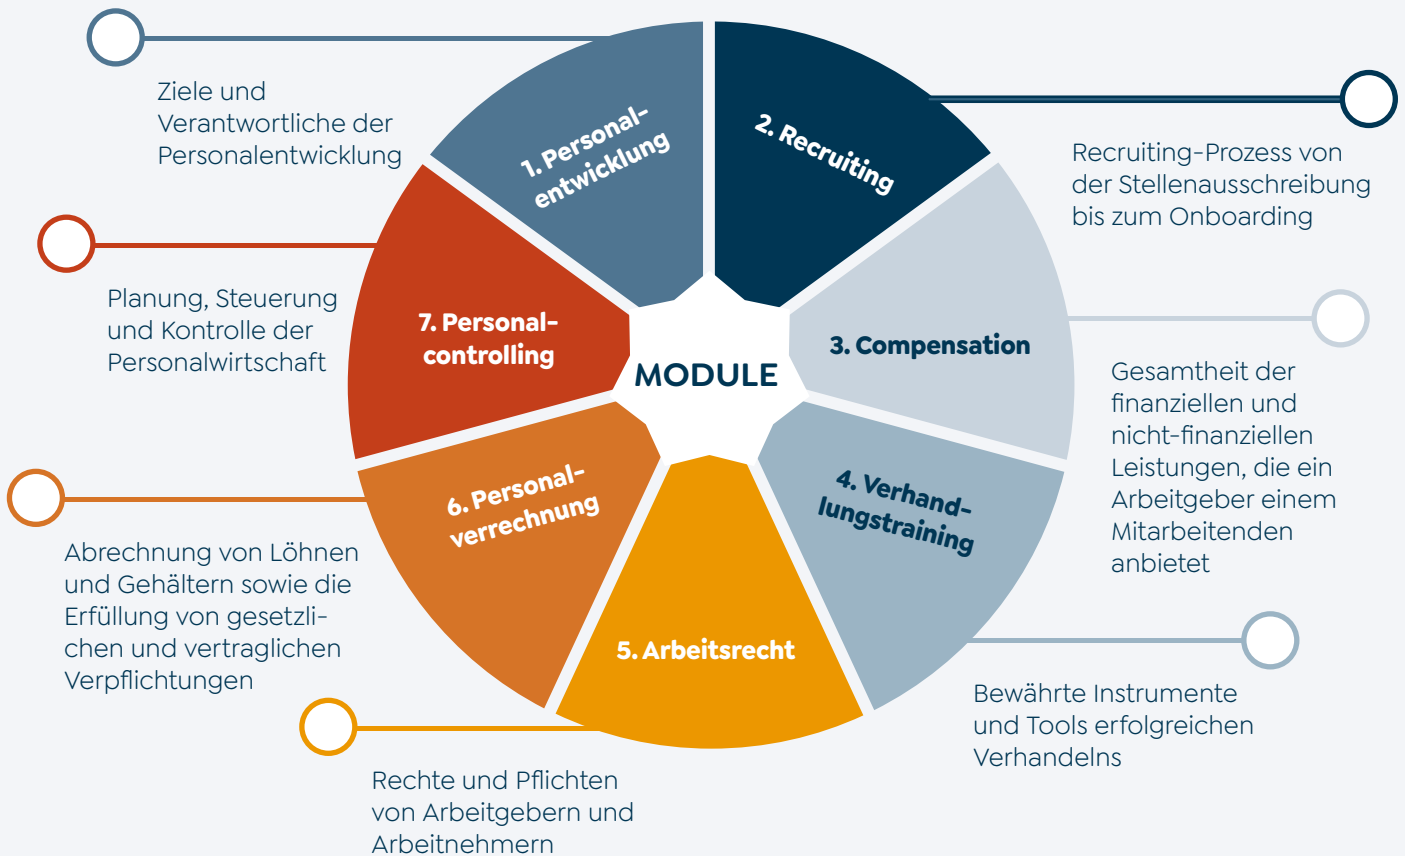 1. Personal-
entwicklung
Ziele und
Verantwortliche der
Personalentwicklung
2. Recruiting
Recruiting-Prozess von
der Stellenausschreibung
bis zum Onboarding
3. Compensation
Gesamtheit der
finanziellen und
nicht-finanziellen
Leistungen, die ein
Arbeitgeber einem
Mitarbeitenden
anbietet
4. Verhand-
lungstraining
Bewährte Instrumente
und Tools erfolgreichen
Verhandelns
5. Arbeitsrecht
Rechte und Pflichten
von Arbeitgebern und
Arbeitnehmern
6. Personal-
verrechnung
Abrechnung von Löhnen
und Gehältern sowie die
Erfüllung von gesetzli-
chen und vertraglichen
Verpflichtungen
7. Personal-
controlling
Planung, Steuerung
und Kontrolle der
Personalwirtschaft
MODULE